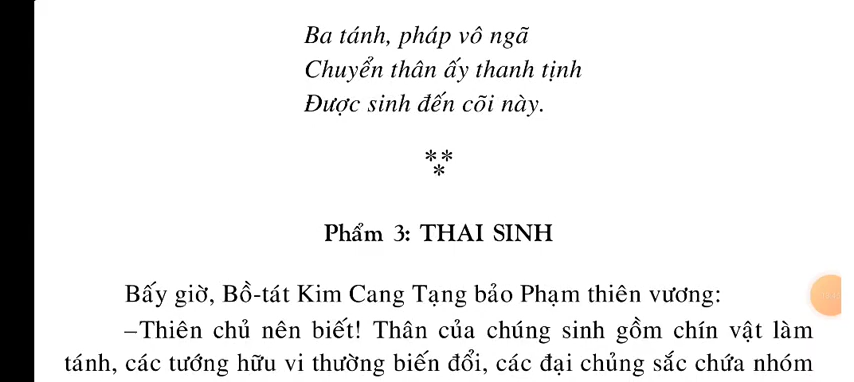 Ba tánh, pháp vô ngã
Chuyển thân ấy thanh tịnh
Được sinh đến cõi này.
**
*
Phẩm 3: THAI SINH
Bấy giờ, Bồ-tát Kim Cang Tạng bảo Phạm thiên vương:
–Thiên chủ nên biết! Thân của chúng sinh gồm chín vật làm
tánh, các tướng hữu vi thường biến đổi, các đại chủng sắc chứa nhóm